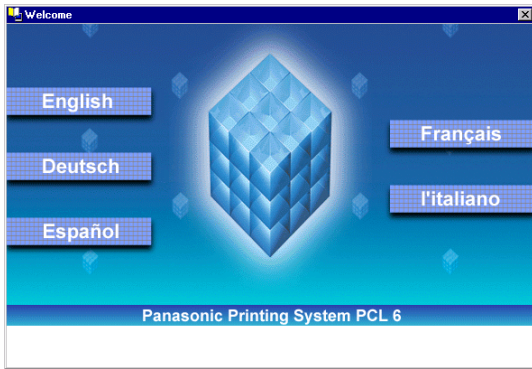 Welcome
English
Deutsch
Español
Français
l'italiano
Panasonic Printing System PCL 6